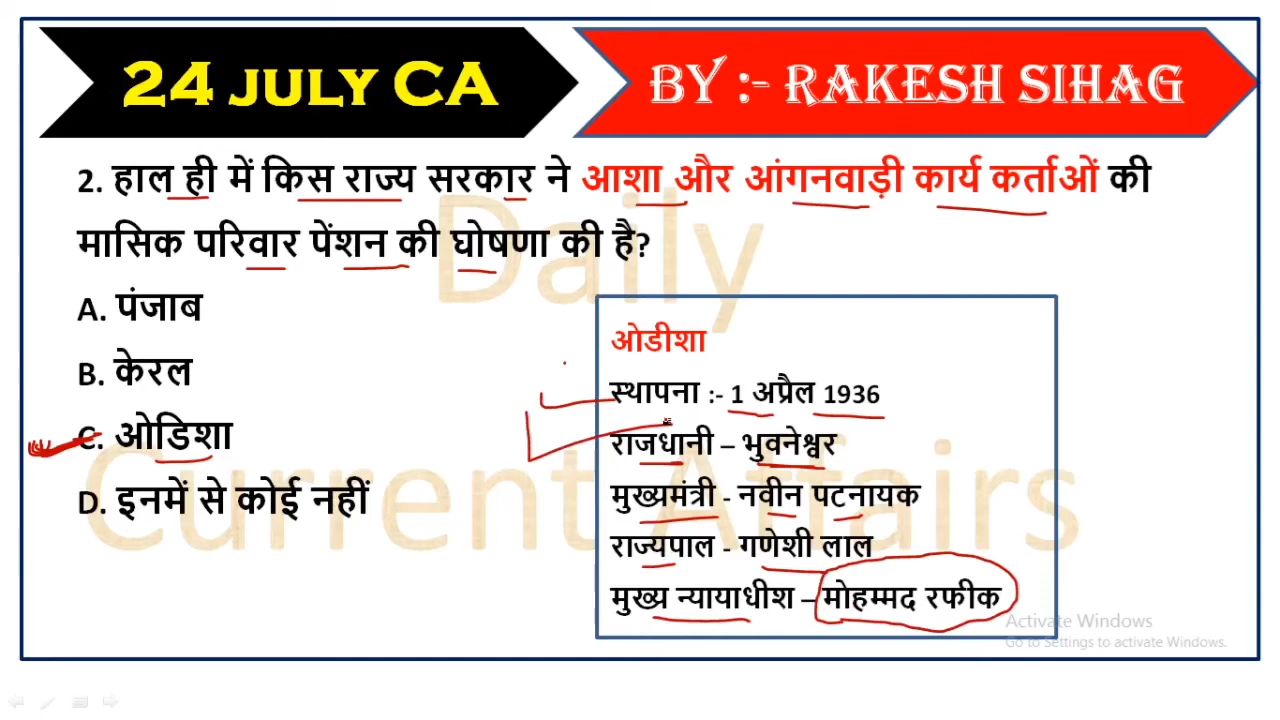 24 JULY CA
BY :- RAKESH SIHAG
2. हाल ही में किस राज्य सरकार ने आशा और आंगनवाड़ी कार्य कर्ताओं की
मासिक परिवार पेंशन की घोषणा की है?
A. पंजाब
B. केरल
C. ओडिशा
D. इनमें से कोई नहीं
ओडीशा
स्थापना :- 1 अप्रैल 1936
राजधानी – भुवनेश्वर
मुख्यमंत्री - नवीन पटनायक
राज्यपाल - गणेशी लाल
मुख्य न्यायाधीश – मोहम्मद रफीक
Daily
Current Affairs
Activate Windows
Go to Settings to activate Windows.